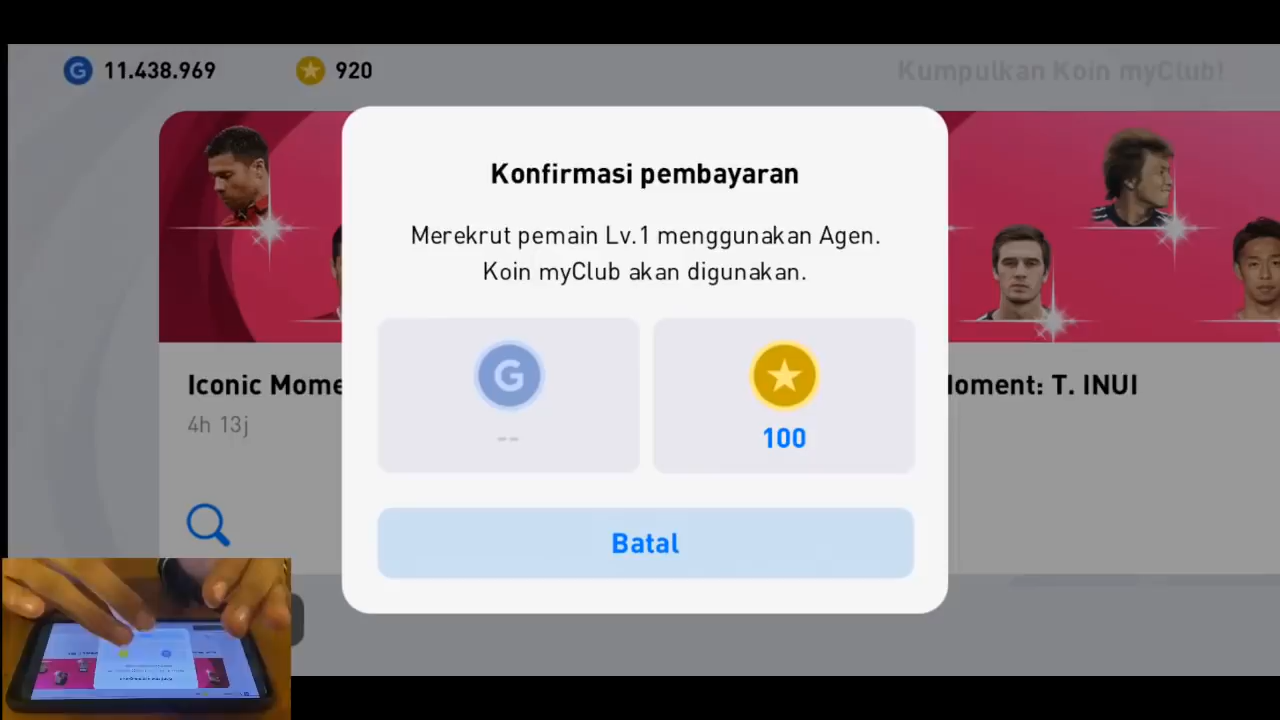 G 11.438.969
920
Kumpulkan Koin myClub!
Konfirmasi pembayaran
Merekrut pemain Lv.1 menggunakan Agen.
Koin myClub akan digunakan.
G
--
100
Batal
Iconic Mome
4h 13j
oment: T. INUI